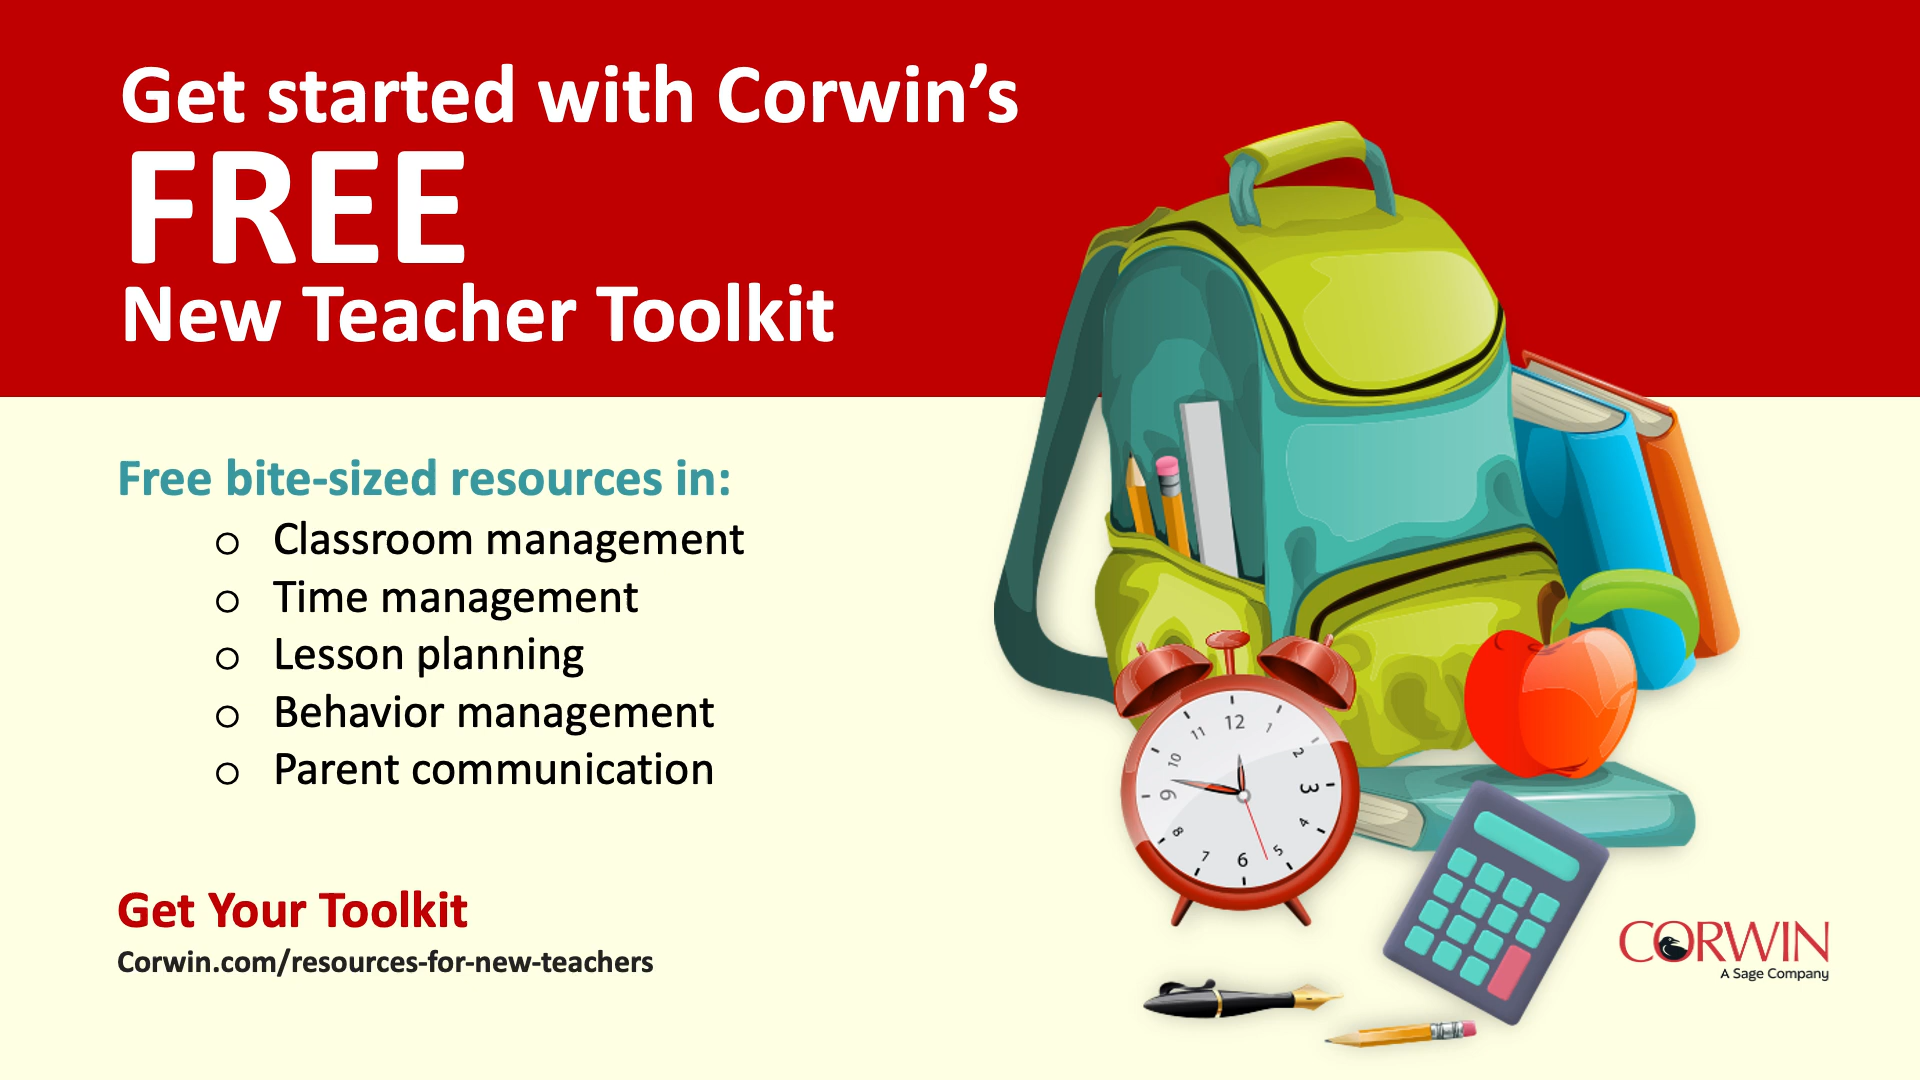 Get started with Corwin’s
FREE
New Teacher Toolkit
Free bite-sized resources in:
o Classroom management
o Time management
o Lesson planning
o Behavior management
o Parent communication
Get Your Toolkit
Corwin.com/resources-for-new-teachers
12
1
2
3
4
5
6
7
8
9
10
11
CORWIN
A Sage Company